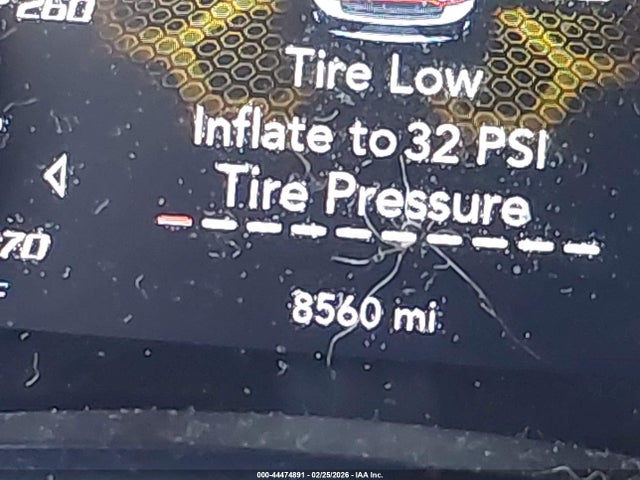 260
Tire Low
Inflate to 32 PSI
Tire Pressure
70
8560 mi
000-44474891 - 02/25/2026 - IAA Inc.